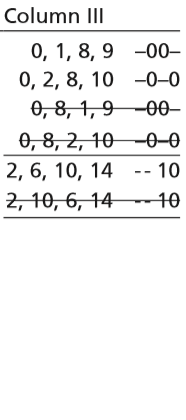 Column III
0, 1, 8, 9 –00–
0, 2, 8, 10 –0–0
0, 8, 1, 9 –00–
0, 8, 2, 10 –0–0
2, 6, 10, 14 -- 10
2, 10, 6, 14 -- 10